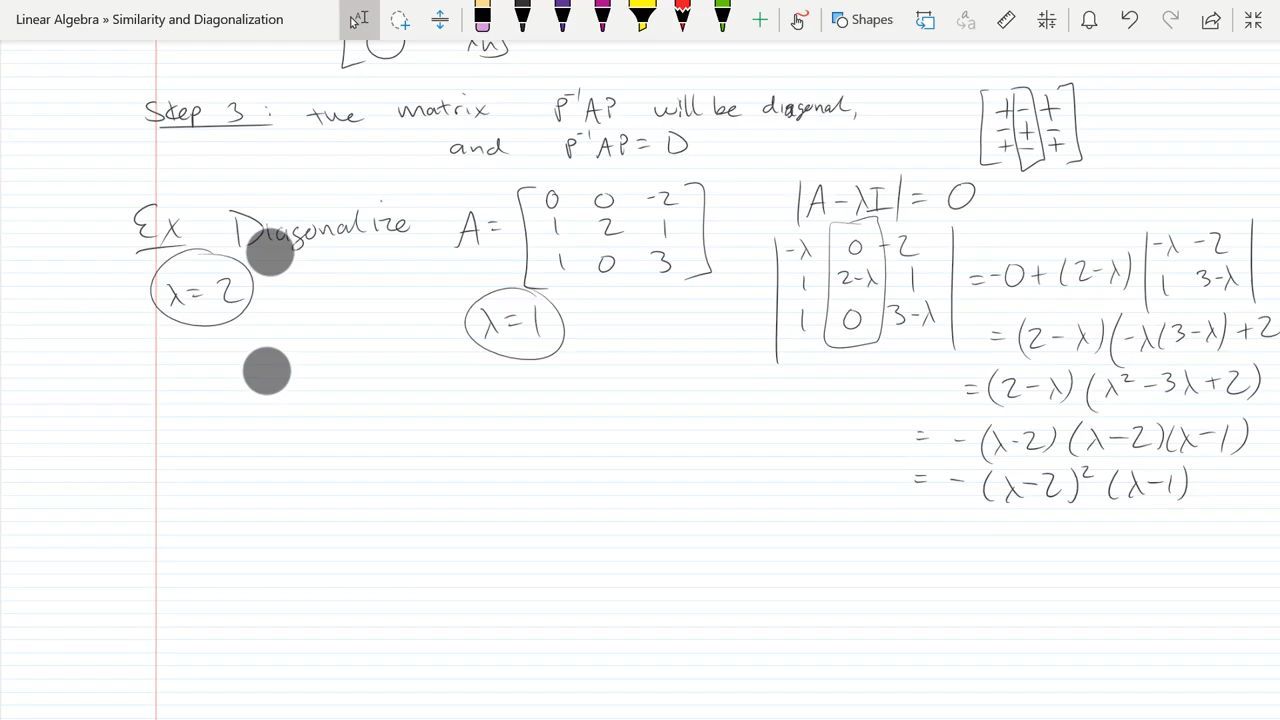 Linear Algebra » Similarity and Diagonalization
Shapes
Step 3: the matrix P⁻¹AP will be diagonal,
and P⁻¹AP = D
[+ - +
- + -
+ - +]
Ex Diagonalize A = [0 0 -2
1 2 1
1 0 3]
|A - λI| = 0
λ = 2
λ = 1
|-λ 0 -2
1 2-λ 1
1 0 3-λ| = -0 + (2-λ) |-λ -2
1 3-λ|
= (2-λ)(-λ(3-λ)+2
= (2-λ)(λ² - 3λ + 2)
= - (λ-2)(λ-2)(λ-1)
= - (λ-2)² (λ-1)